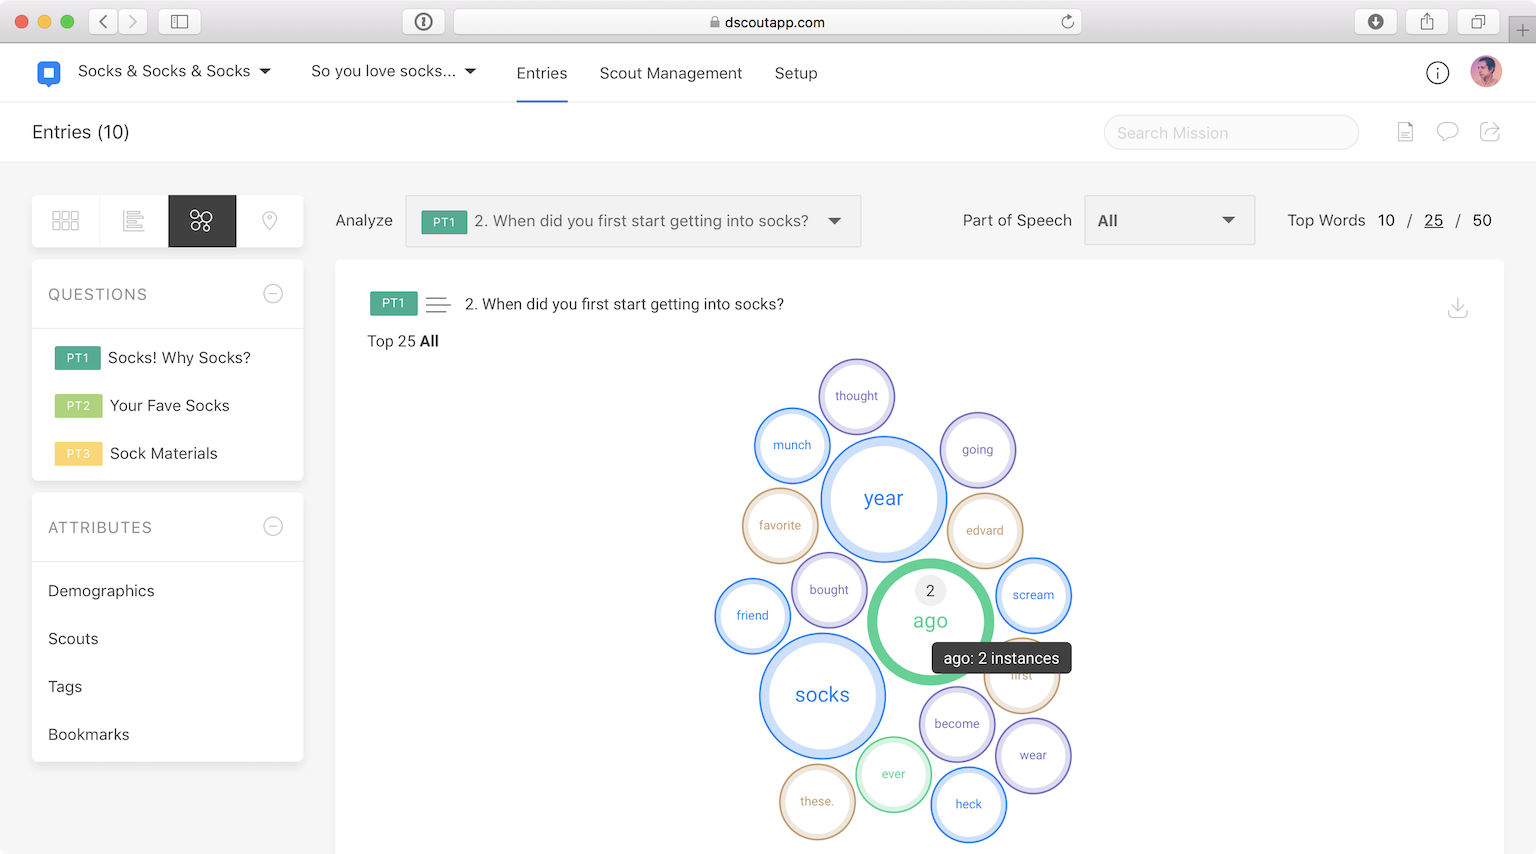 dscoutapp.com
Socks & Socks & Socks
So you love socks...
Entries
Scout Management
Setup
Entries (10)
Search Mission
Analyze
PT1 2. When did you first start getting into socks?
Part of Speech
All
Top Words 10 / 25 / 50
QUESTIONS
PT1 Socks! Why Socks?
PT2 Your Fave Socks
PT3 Sock Materials
ATTRIBUTES
Demographics
Scouts
Tags
Bookmarks
PT1 2. When did you first start getting into socks?
Top 25 All
thought
munch
going
year
favorite
edvard
bought
2
scream
friend
ago
ago: 2 instances
first
socks
become
wear
ever
these.
heck